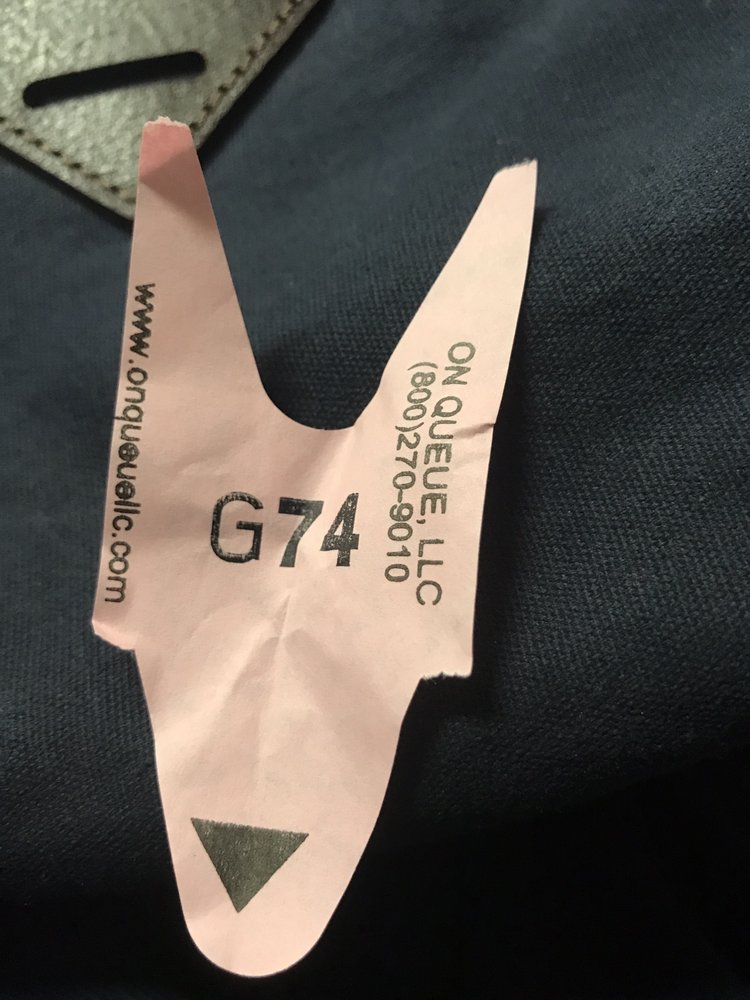 www.onqueuellc.com
G74
ON QUEUE, LLC
(800)270-9010